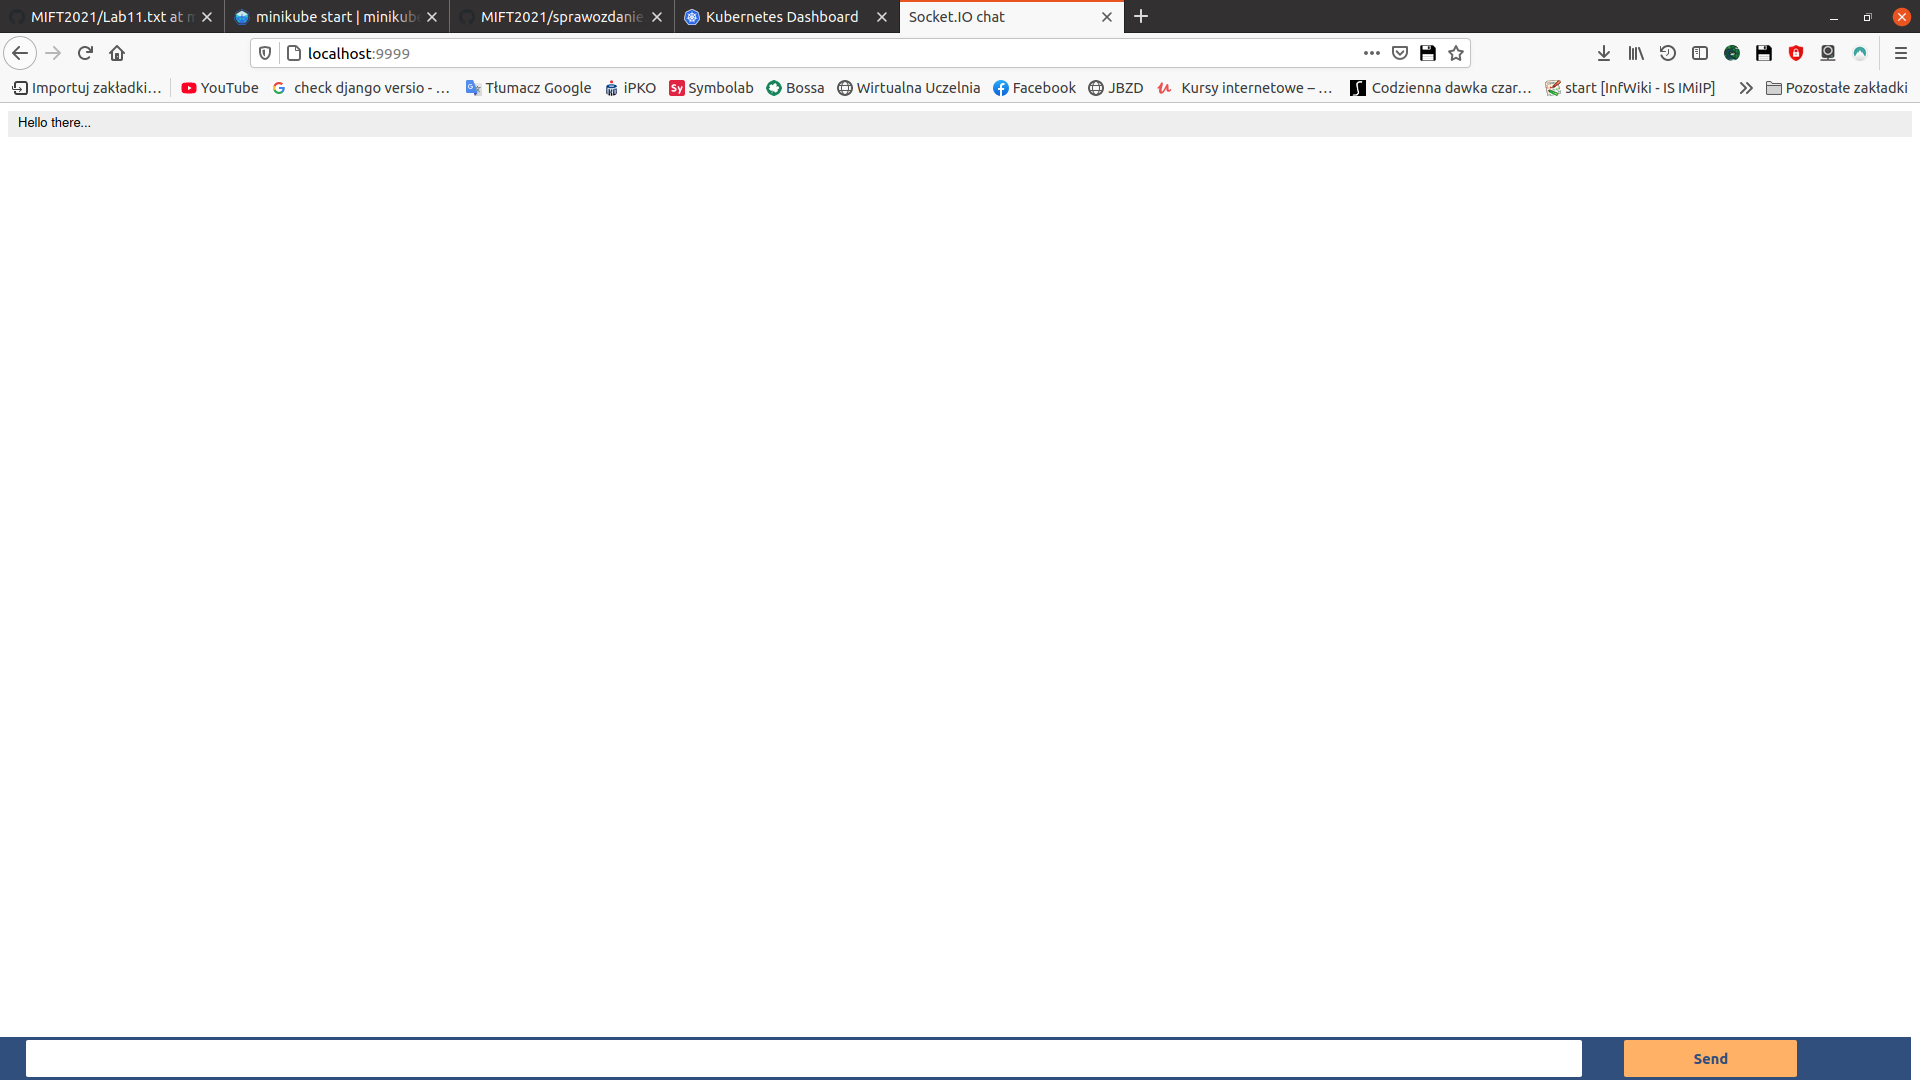 MIFT2021/Lab11.txt at m
minikube start | minikube
MIFT2021/sprawozdanie
Kubernetes Dashboard
Socket.IO chat
localhost:9999
Importuj zakładki…
YouTube
check django versio - …
Tłumacz Google
iPKO
Sy Symbolab
Bossa
Wirtualna Uczelnia
Facebook
JBZD
Kursy internetowe – …
Codzienna dawka czar…
start [InfWiki - IS IMiIP]
Pozostałe zakładki
Hello there...
Send